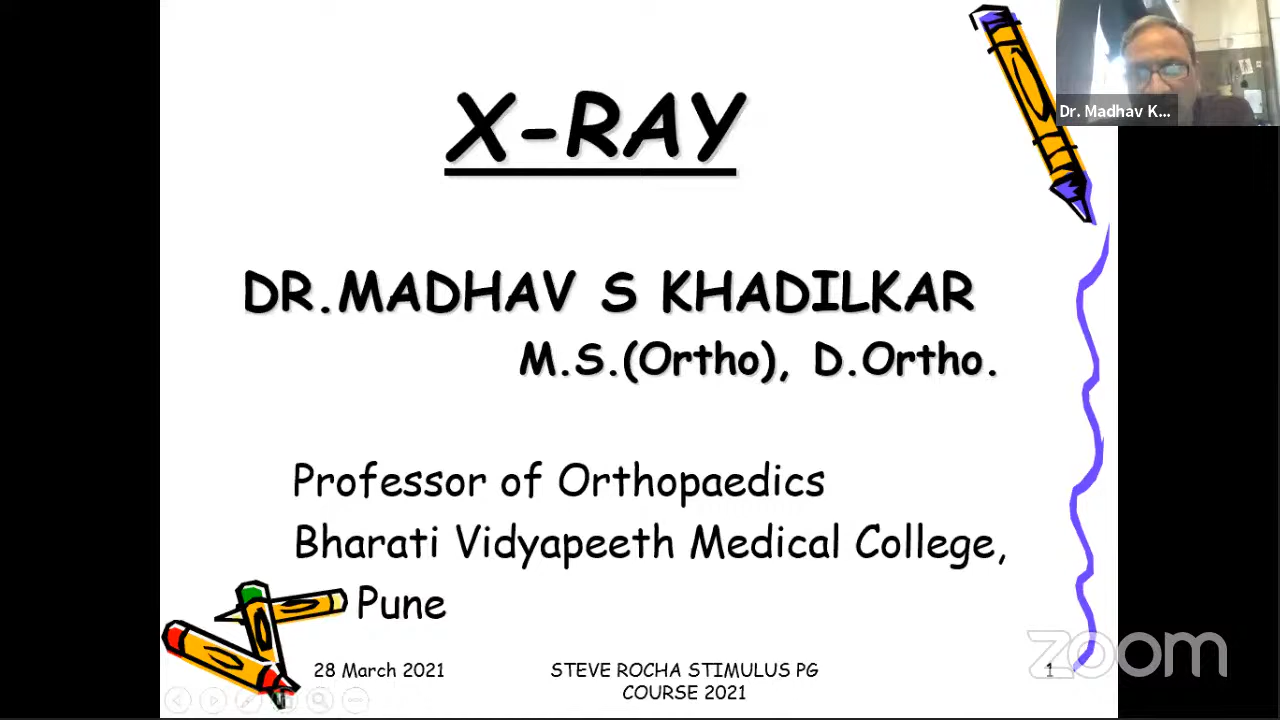 X-RAY
Dr. Madhav K...
DR.MADHAV S KHADILKAR
M.S.(Ortho), D.Ortho.
Professor of Orthopaedics
Bharati Vidyapeeth Medical College,
Pune
28 March 2021
STEVE ROCHA STIMULUS PG
COURSE 2021
1
zoom